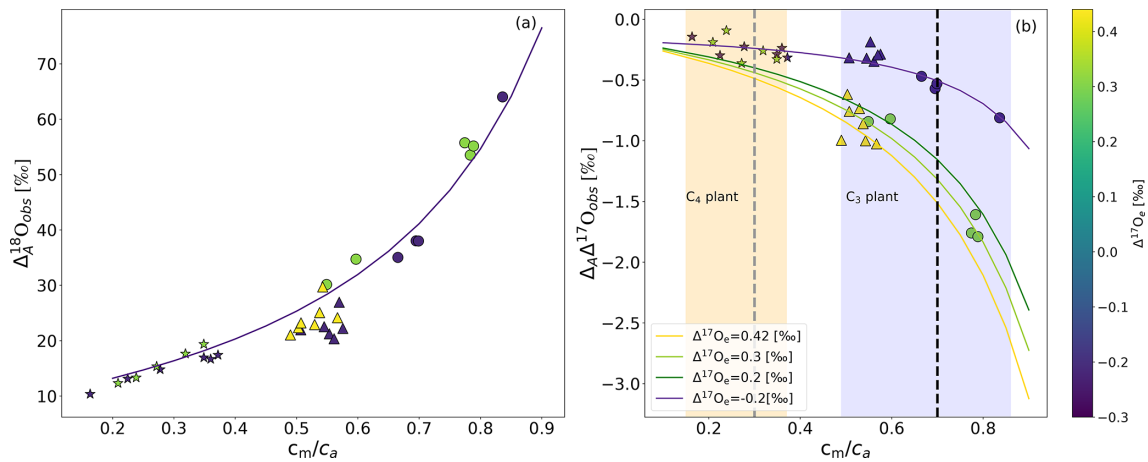 (a)
70
60
50
40
30
20
10
Δ_A^18O_obs [‰]
0.2 0.3 0.4 0.5 0.6 0.7 0.8 0.9
c_m/c_a
(b)
0.0
−0.5
−1.0
−1.5
−2.0
−2.5
−3.0
Δ_AΔ^17O_obs [‰]
C_4 plant
C_3 plant
Δ^17O_e=0.42 [‰]
Δ^17O_e=0.3 [‰]
Δ^17O_e=0.2 [‰]
Δ^17O_e=-0.2[‰]
0.2 0.4 0.6 0.8
c_m/c_a
0.4
0.3
0.2
0.1
0.0
−0.1
−0.2
−0.3
Δ^17O_e [‰]